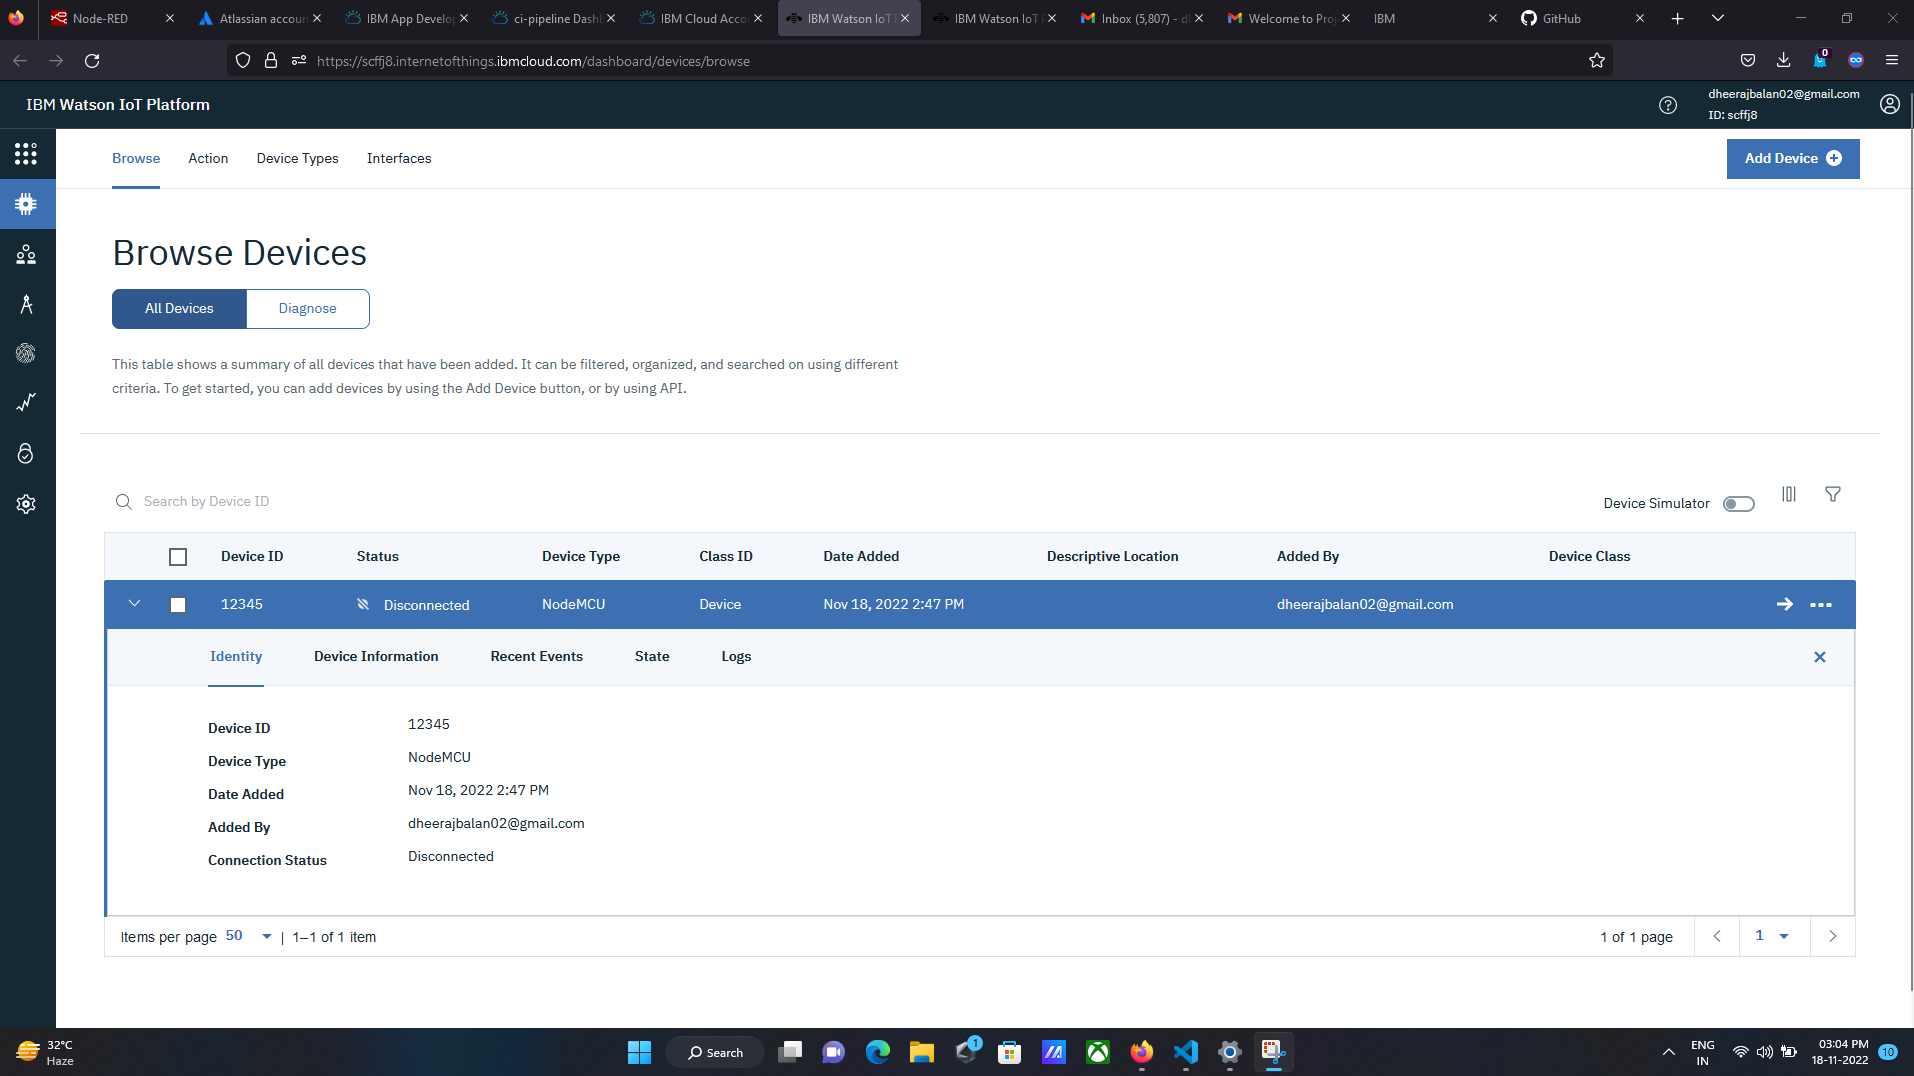 Node-RED
Atlassian accoun
IBM App Develop
ci-pipeline Dash
IBM Cloud Acco
IBM Watson IoT
IBM Watson IoT
Inbox (5,807) - d
Welcome to Proj
IBM
GitHub
https://scffj8.internetofthings.ibmcloud.com/dashboard/devices/browse
0
IBM Watson IoT Platform
dheerajbalan02@gmail.com
ID: scffj8
Browse
Action
Device Types
Interfaces
Add Device
Browse Devices
All Devices
Diagnose
This table shows a summary of all devices that have been added. It can be filtered, organized, and searched on using different
criteria. To get started, you can add devices by using the Add Device button, or by using API.
Search by Device ID
Device Simulator
Device ID Status Device Type Class ID Date Added Descriptive Location Added By Device Class
12345 Disconnected NodeMCU Device Nov 18, 2022 2:47 PM dheerajbalan02@gmail.com
Identity Device Information Recent Events State Logs
Device ID 12345
Device Type NodeMCU
Date Added Nov 18, 2022 2:47 PM
Added By dheerajbalan02@gmail.com
Connection Status Disconnected
Items per page 50 | 1–1 of 1 item
1 of 1 page
1
32°C
Haze
Search
1
ENG
IN
03:04 PM
18-11-2022
10